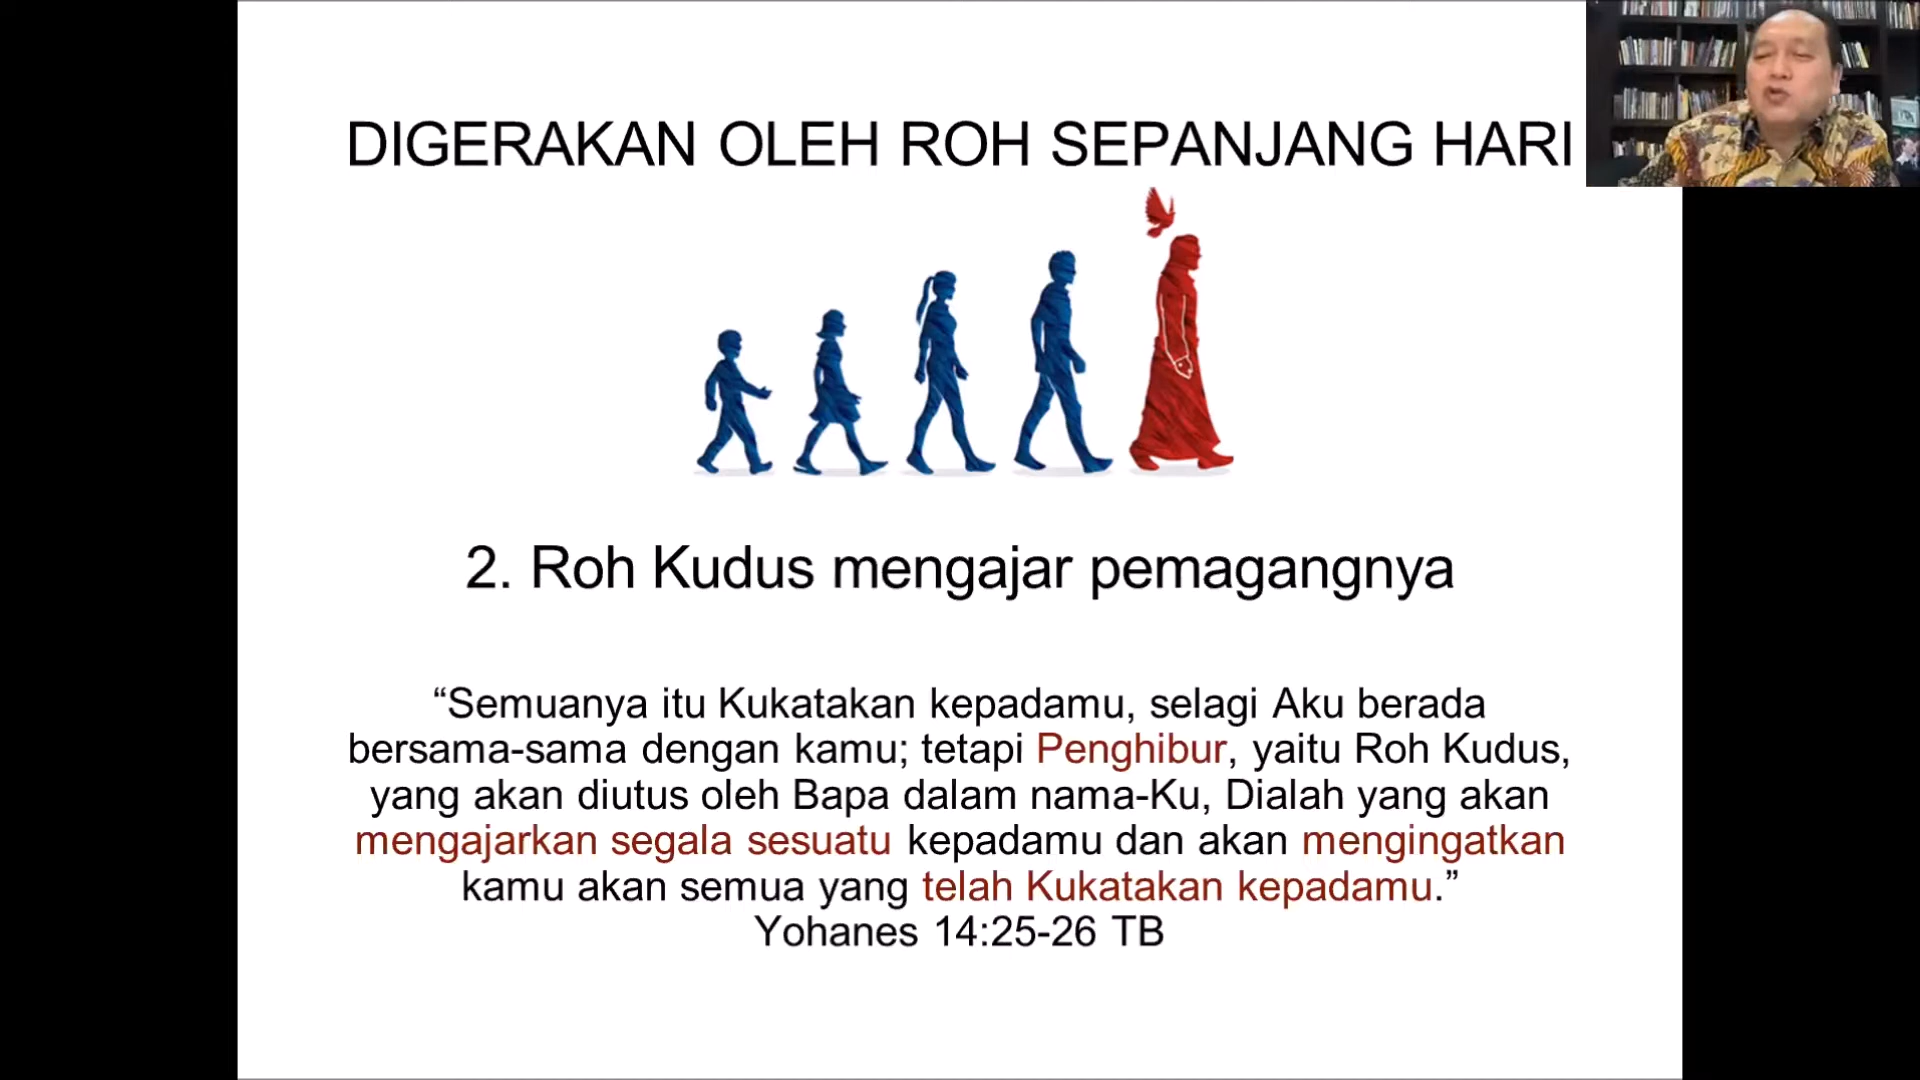 DIGERAKAN OLEH ROH SEPANJANG HARI
2. Roh Kudus mengajar pemagangnya
“Semuanya itu Kukatakan kepadamu, selagi Aku berada
bersama-sama dengan kamu; tetapi Penghibur, yaitu Roh Kudus,
yang akan diutus oleh Bapa dalam nama-Ku, Dialah yang akan
mengajarkan segala sesuatu kepadamu dan akan mengingatkan
kamu akan semua yang telah Kukatakan kepadamu.”
Yohanes 14:25-26 TB